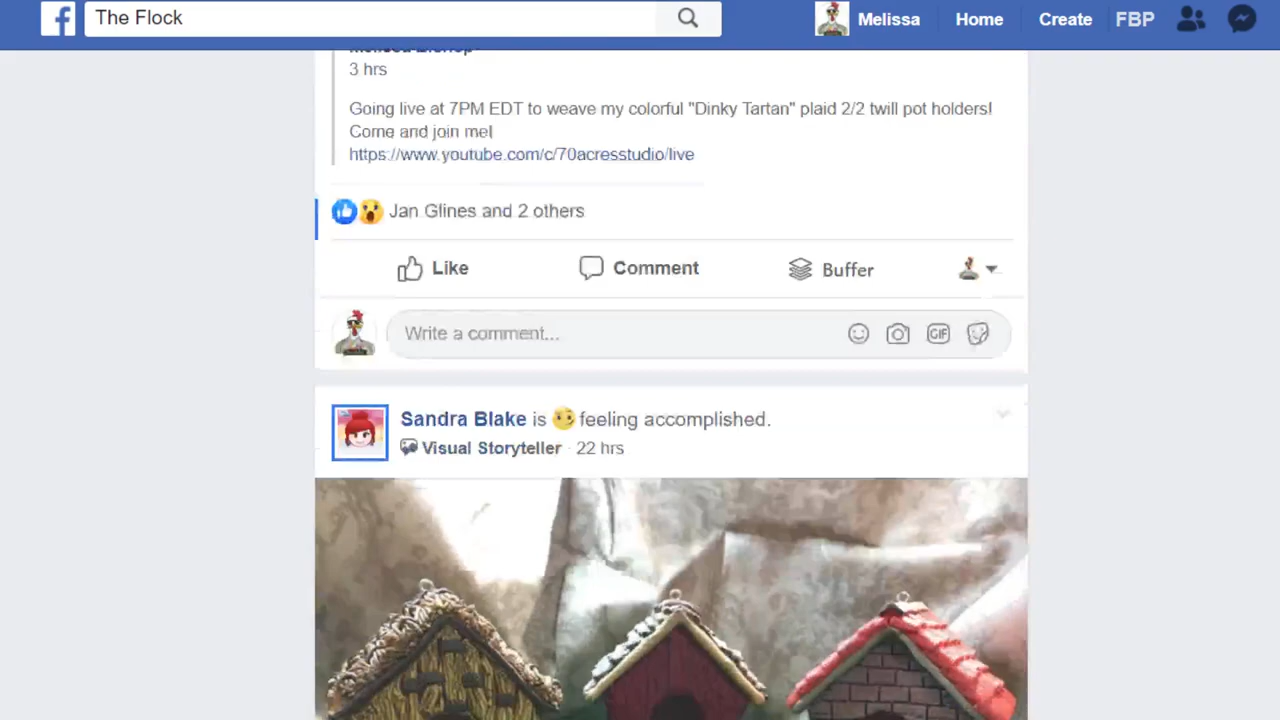 The Flock
Melissa Home Create FBP
3 hrs
Going live at 7PM EDT to weave my colorful "Dinky Tartan" plaid 2/2 twill pot holders!
Come and join me!
https://www.youtube.com/c/70acresstudio/live
Jan Glines and 2 others
Like Comment Buffer
Write a comment... GIF
Sandra Blake is feeling accomplished.
Visual Storyteller · 22 hrs